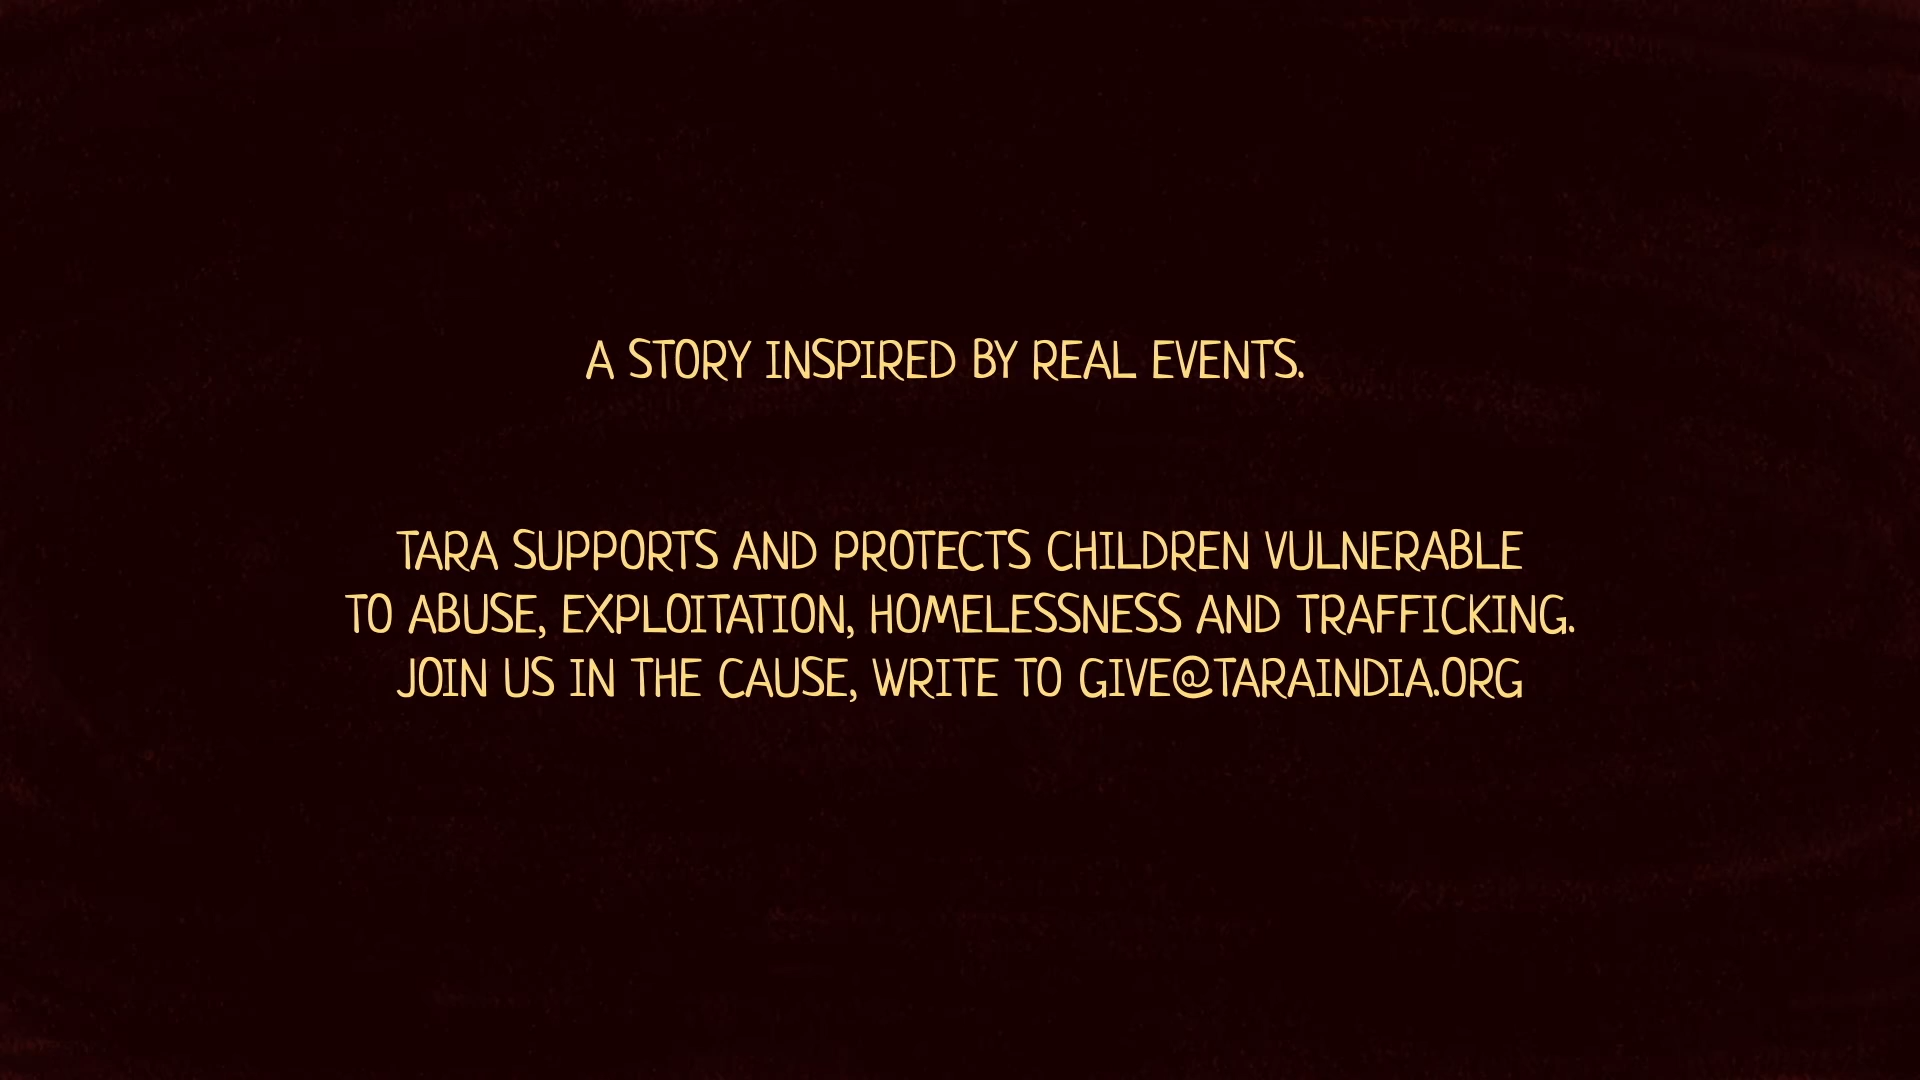 A STORY INSPIRED BY REAL EVENTS.
TARA SUPPORTS AND PROTECTS CHILDREN VULNERABLE
TO ABUSE, EXPLOITATION, HOMELESSNESS AND TRAFFICKING.
JOIN US IN THE CAUSE, WRITE TO GIVE@TARAINDIA.ORG